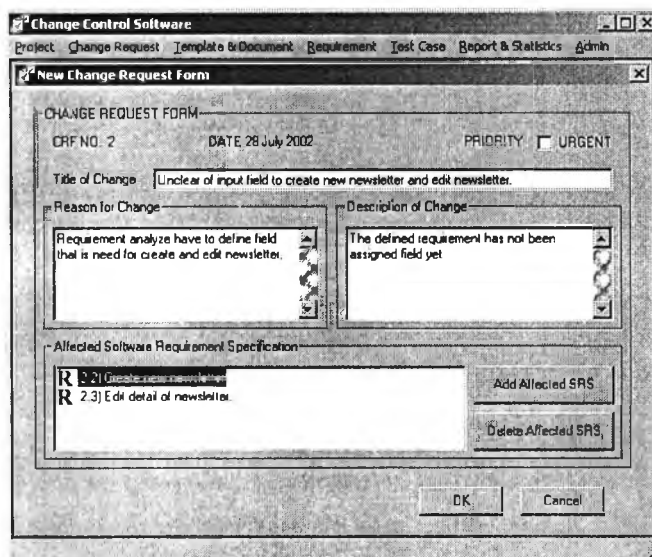 Change Control Software
Project Change Request Template & Document Requirement Test Case Report & Statistics Admin
New Change Request Form
CHANGE REQUEST FORM
CRF NO. 2 DATE 28 July 2002 PRIORITY URGENT
Title of Change Unclear of input field to create new newsletter and edit newsletter.
Reason for Change
Requirement analyze have to define field
that is need for create and edit newsletter.
Description of Change
The defined requirement has not been
assigned field yet
Affected Software Requirement Specification
R 2.2) Create new newsletter
R 2.3) Edit detail of newsletter.
Add Affected SRS
Delete Affected SRS
OK Cancel